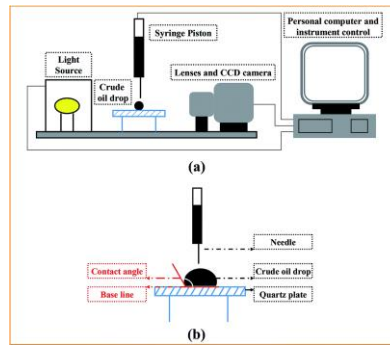 Syringe Piston
Personal computer and
instrument control
Light
Source
Crude
oil drop
Lenses and CCD camera
(a)
Needle
Contact angle
Crude oil drop
Base line
Quartz plate
(b)